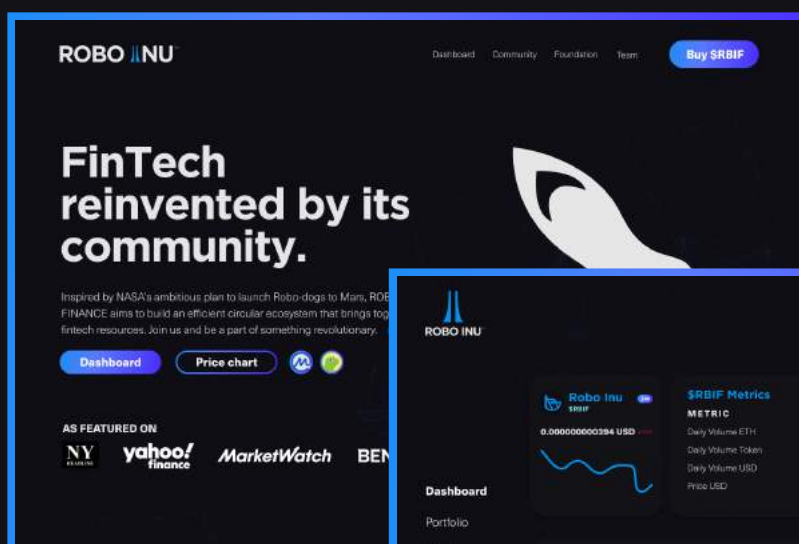 ROBO INU
Dashboard Community Foundation Team Buy $RBIF
FinTech
reinvented by its
community.
Inspired by NASA's ambitious plan to launch Robo-dogs to Mars, ROB
FINANCE aims to build an efficient circular ecosystem that brings tog
fintech resources. Join us and be a part of something revolutionary.
Dashboard Price chart
AS FEATURED ON
NY HEADLINE yahoo! finance MarketWatch BEN
ROBO INU
Dashboard
Portfolio
Robo Inu
$RBIF
0.000000000394 USD
$RBIF Metrics
METRIC
Daily Volume ETH
Daily Volume Token
Daily Volume USD
Price USD